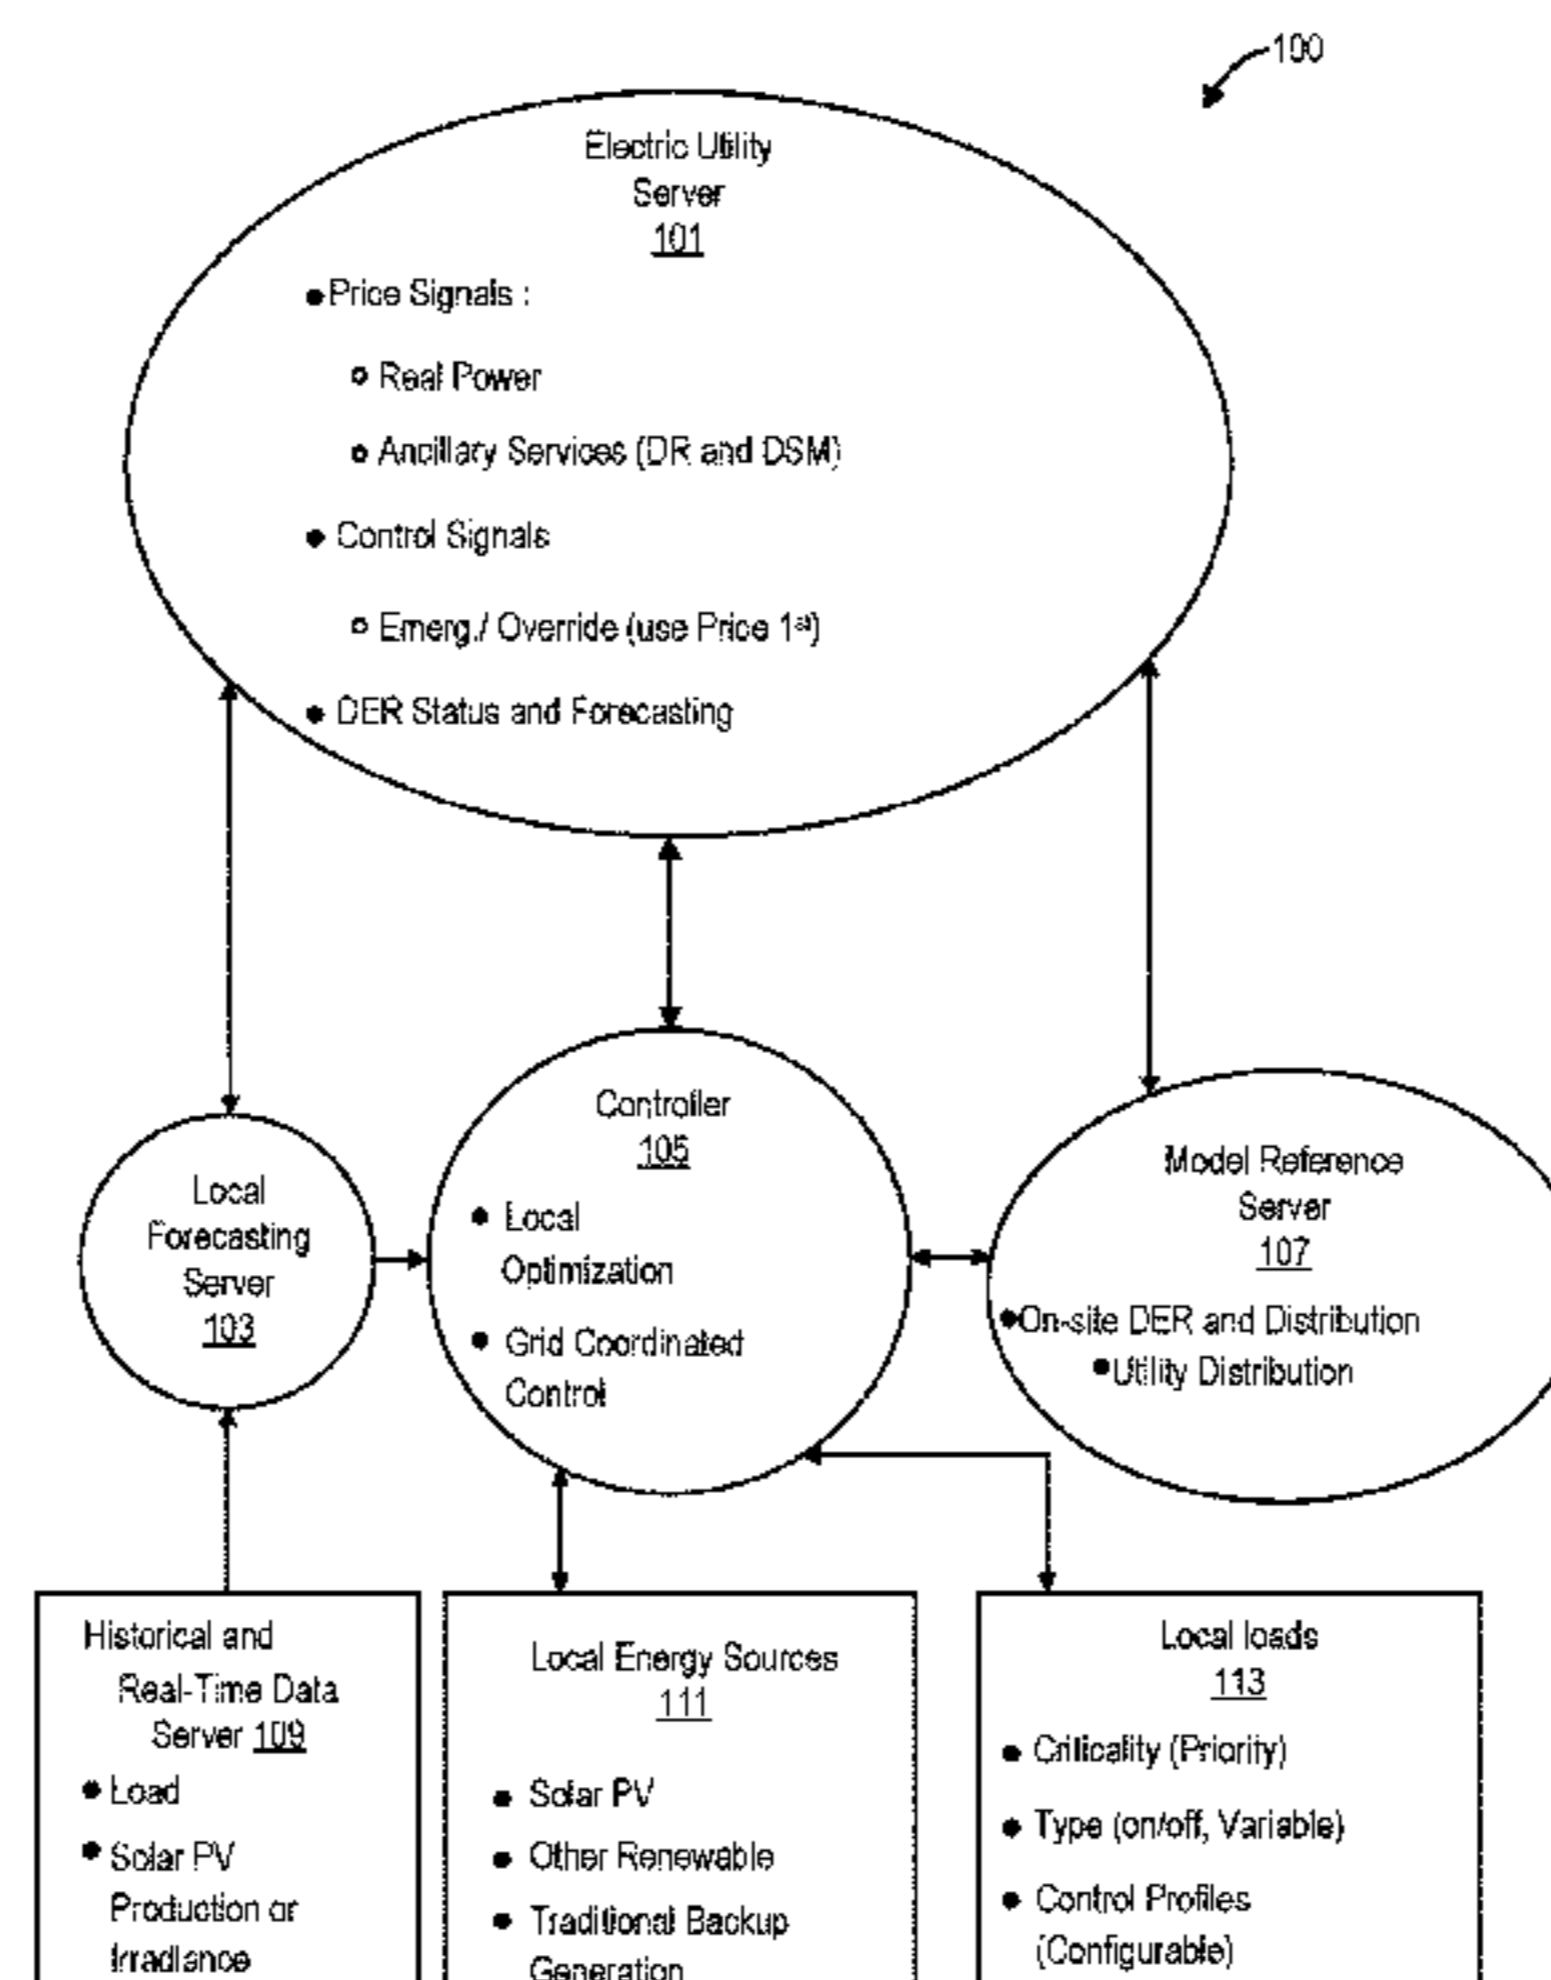 100
Electric Utility
Server
101
● Price Signals :
○ Real Power
○ Ancillary Services (DR and DSM)
● Control Signals
○ Emerg./ Override (use Price 1st)
● DER Status and Forecasting
Controller
105
● Local
Optimization
● Grid Coordinated
Control
Local
Forecasting
Server
103
Model Reference
Server
107
● On-site DER and Distribution
● Utility Distribution
Historical and
Real-Time Data
Server 109
● Load
● Solar PV
Production or
Irradiance
Local Energy Sources
111
● Solar PV
● Other Renewable
● Traditional Backup
Generation
Local loads
113
● Criticality (Priority)
● Type (on/off, Variable)
● Control Profiles
(Configurable)